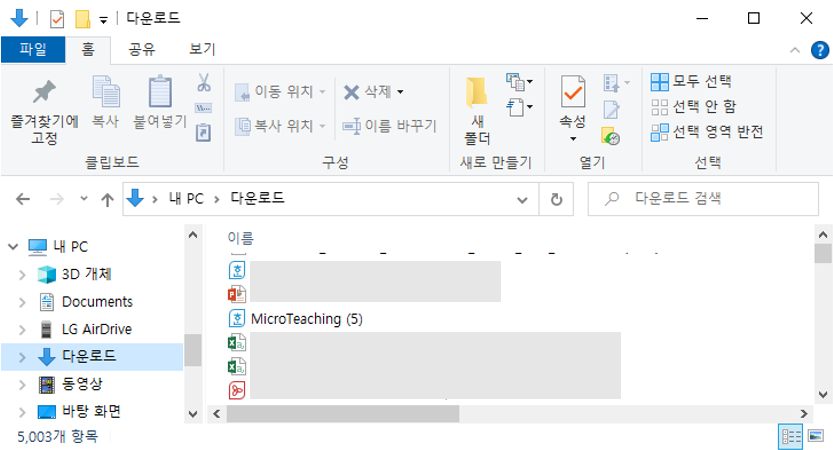 다운로드
파일 홈 공유 보기
즐겨찾기에 고정
복사
붙여넣기
클립보드
이동 위치
복사 위치
삭제
이름 바꾸기
구성
새 폴더
새로 만들기
속성
열기
모두 선택
선택 안 함
선택 영역 반전
선택
내 PC > 다운로드
다운로드 검색
내 PC
3D 개체
Documents
LG AirDrive
다운로드
동영상
바탕 화면
이름
MicroTeaching (5)
5,003개 항목